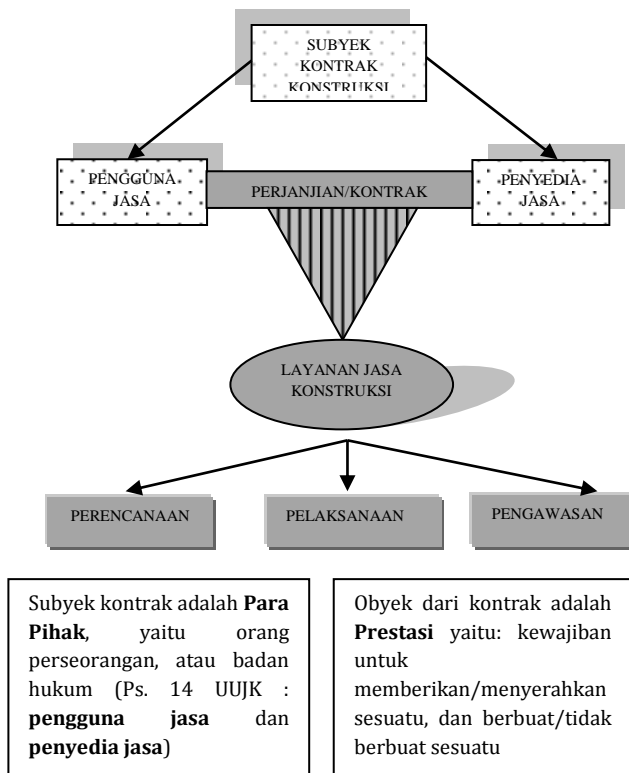 SUBYEK
KONTRAK
KONSTRUKSI
PENGGUNA
JASA
PERJANJIAN/KONTRAK
PENYEDIA
JASA
LAYANAN JASA
KONSTRUKSI
PERENCANAAN
PELAKSANAAN
PENGAWASAN
Subyek kontrak adalah Para
Pihak, yaitu orang
perseorangan, atau badan
hukum (Ps. 14 UUJK :
pengguna jasa dan
penyedia jasa)
Obyek dari kontrak adalah
Prestasi yaitu: kewajiban
untuk
memberikan/menyerahkan
sesuatu, dan berbuat/tidak
berbuat sesuatu